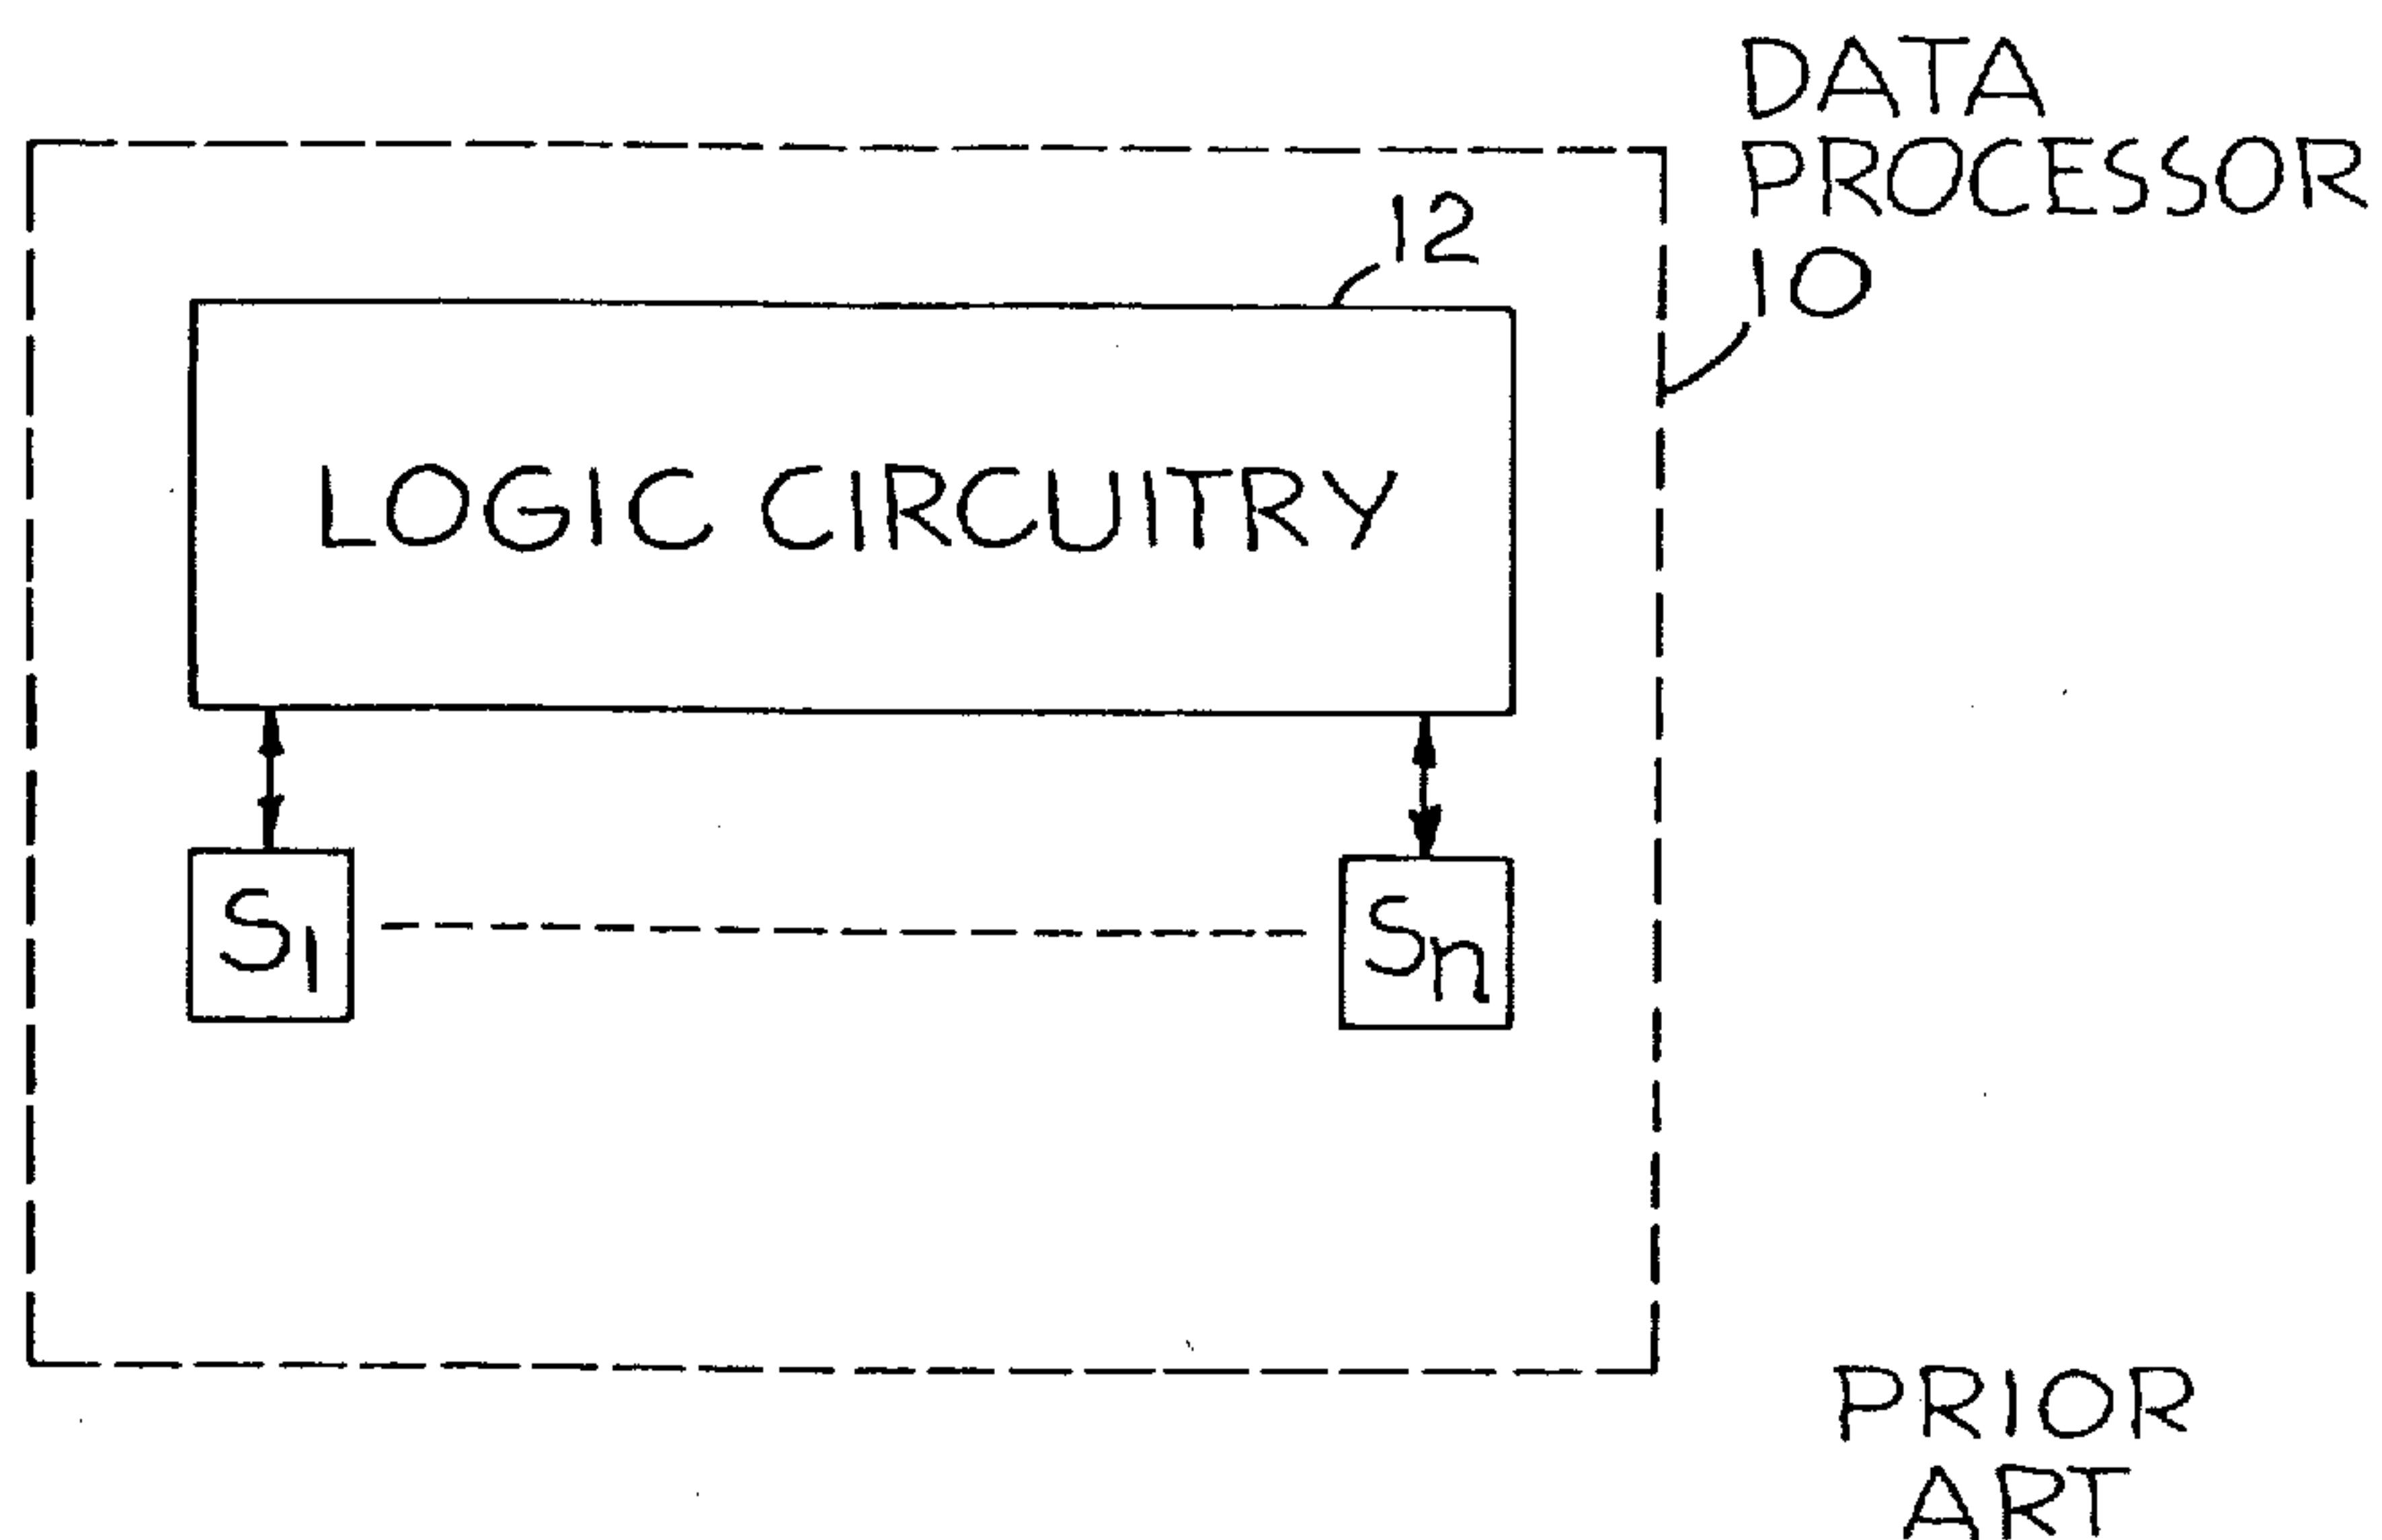 DATA
PROCESSOR
10
12
LOGIC CIRCUITRY
S1
Sn
PRIOR
ART